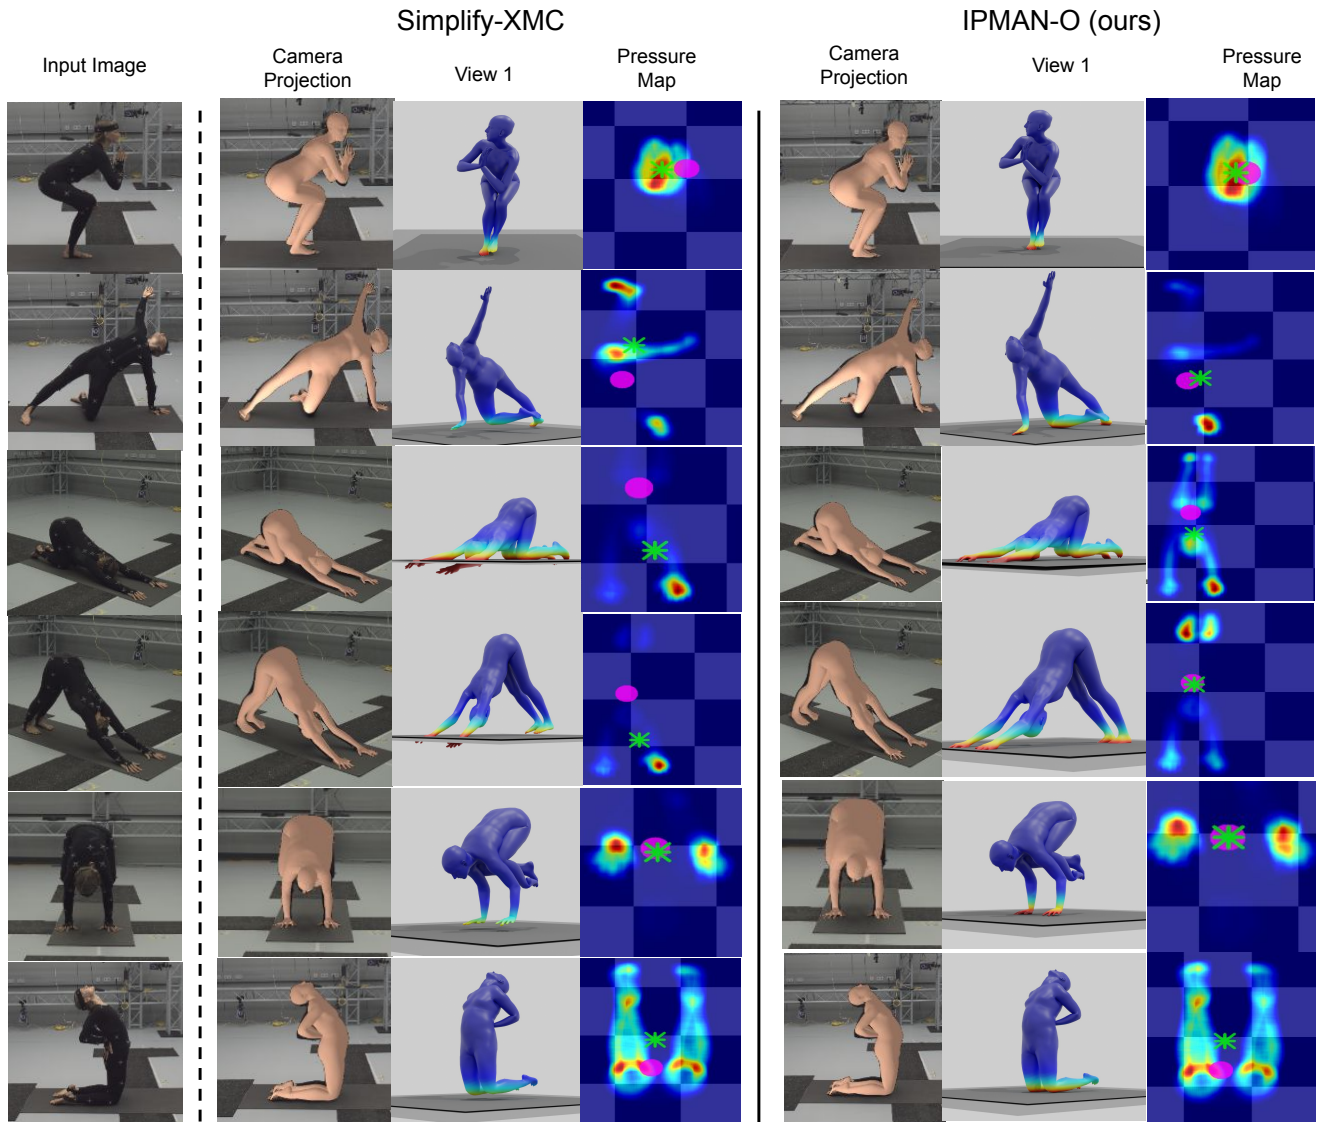 Simplify-XMC
IPMAN-O (ours)
Input Image
Camera
Projection
View 1
Pressure
Map
Camera
Projection
View 1
Pressure
Map